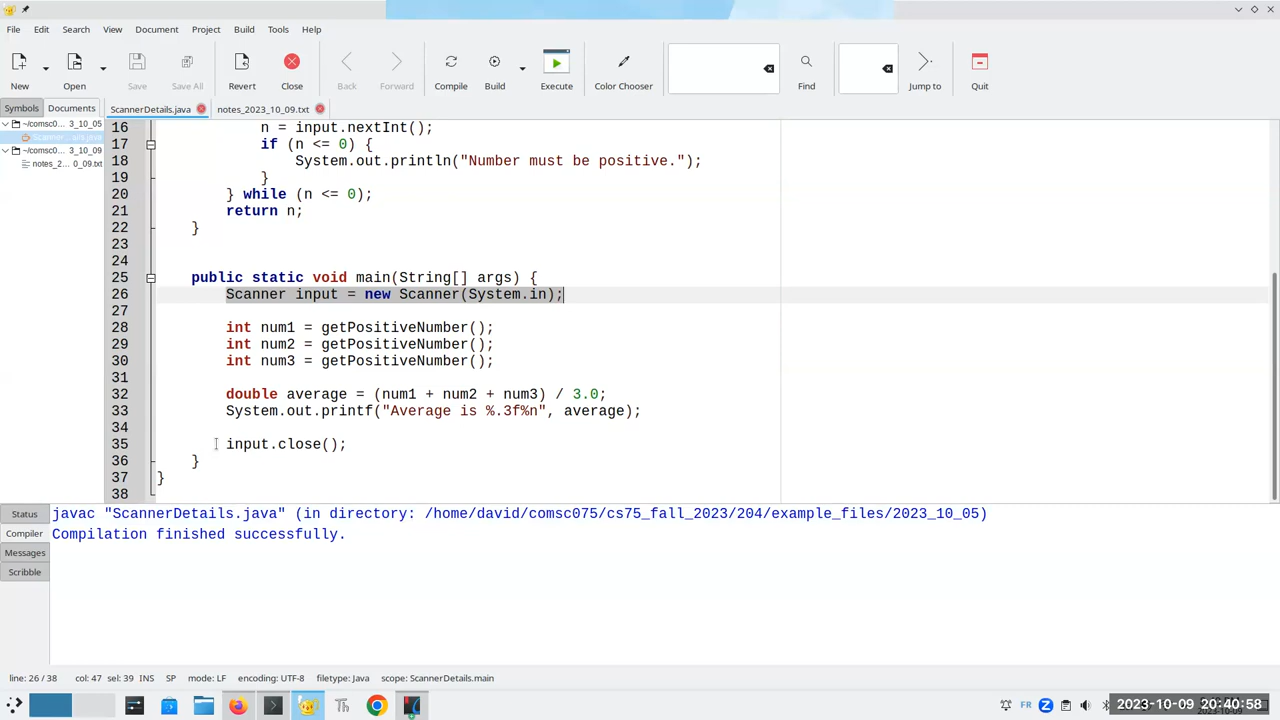 File Edit Search View Document Project Build Tools Help
New Open Save Save All Revert Close Back Forward Compile Build Execute Color Chooser Find Jump to Quit
Symbols Documents ScannerDetails.java notes_2023_10_09.txt
~/comsc0... 3_10_05
~/comsc0... 3_10_09
notes_2... 0_09.txt
16 n = input.nextInt();
17 if (n <= 0) {
18 System.out.println("Number must be positive.");
19 }
20 } while (n <= 0);
21 return n;
22 }
23
24
25 public static void main(String[] args) {
26 Scanner input = new Scanner(System.in);
27
28 int num1 = getPositiveNumber();
29 int num2 = getPositiveNumber();
30 int num3 = getPositiveNumber();
31
32 double average = (num1 + num2 + num3) / 3.0;
33 System.out.printf("Average is %.3f%n", average);
34
35 input.close();
36 }
37 }
38
Status
Compiler
Messages
Scribble
javac "ScannerDetails.java" (in directory: /home/david/comsc075/cs75_fall_2023/204/example_files/2023_10_05)
Compilation finished successfully.
line: 26 / 38 col: 47 sel: 39 INS SP mode: LF encoding: UTF-8 filetype: Java scope: ScannerDetails.main
FR 2023-10-09 20:40:58